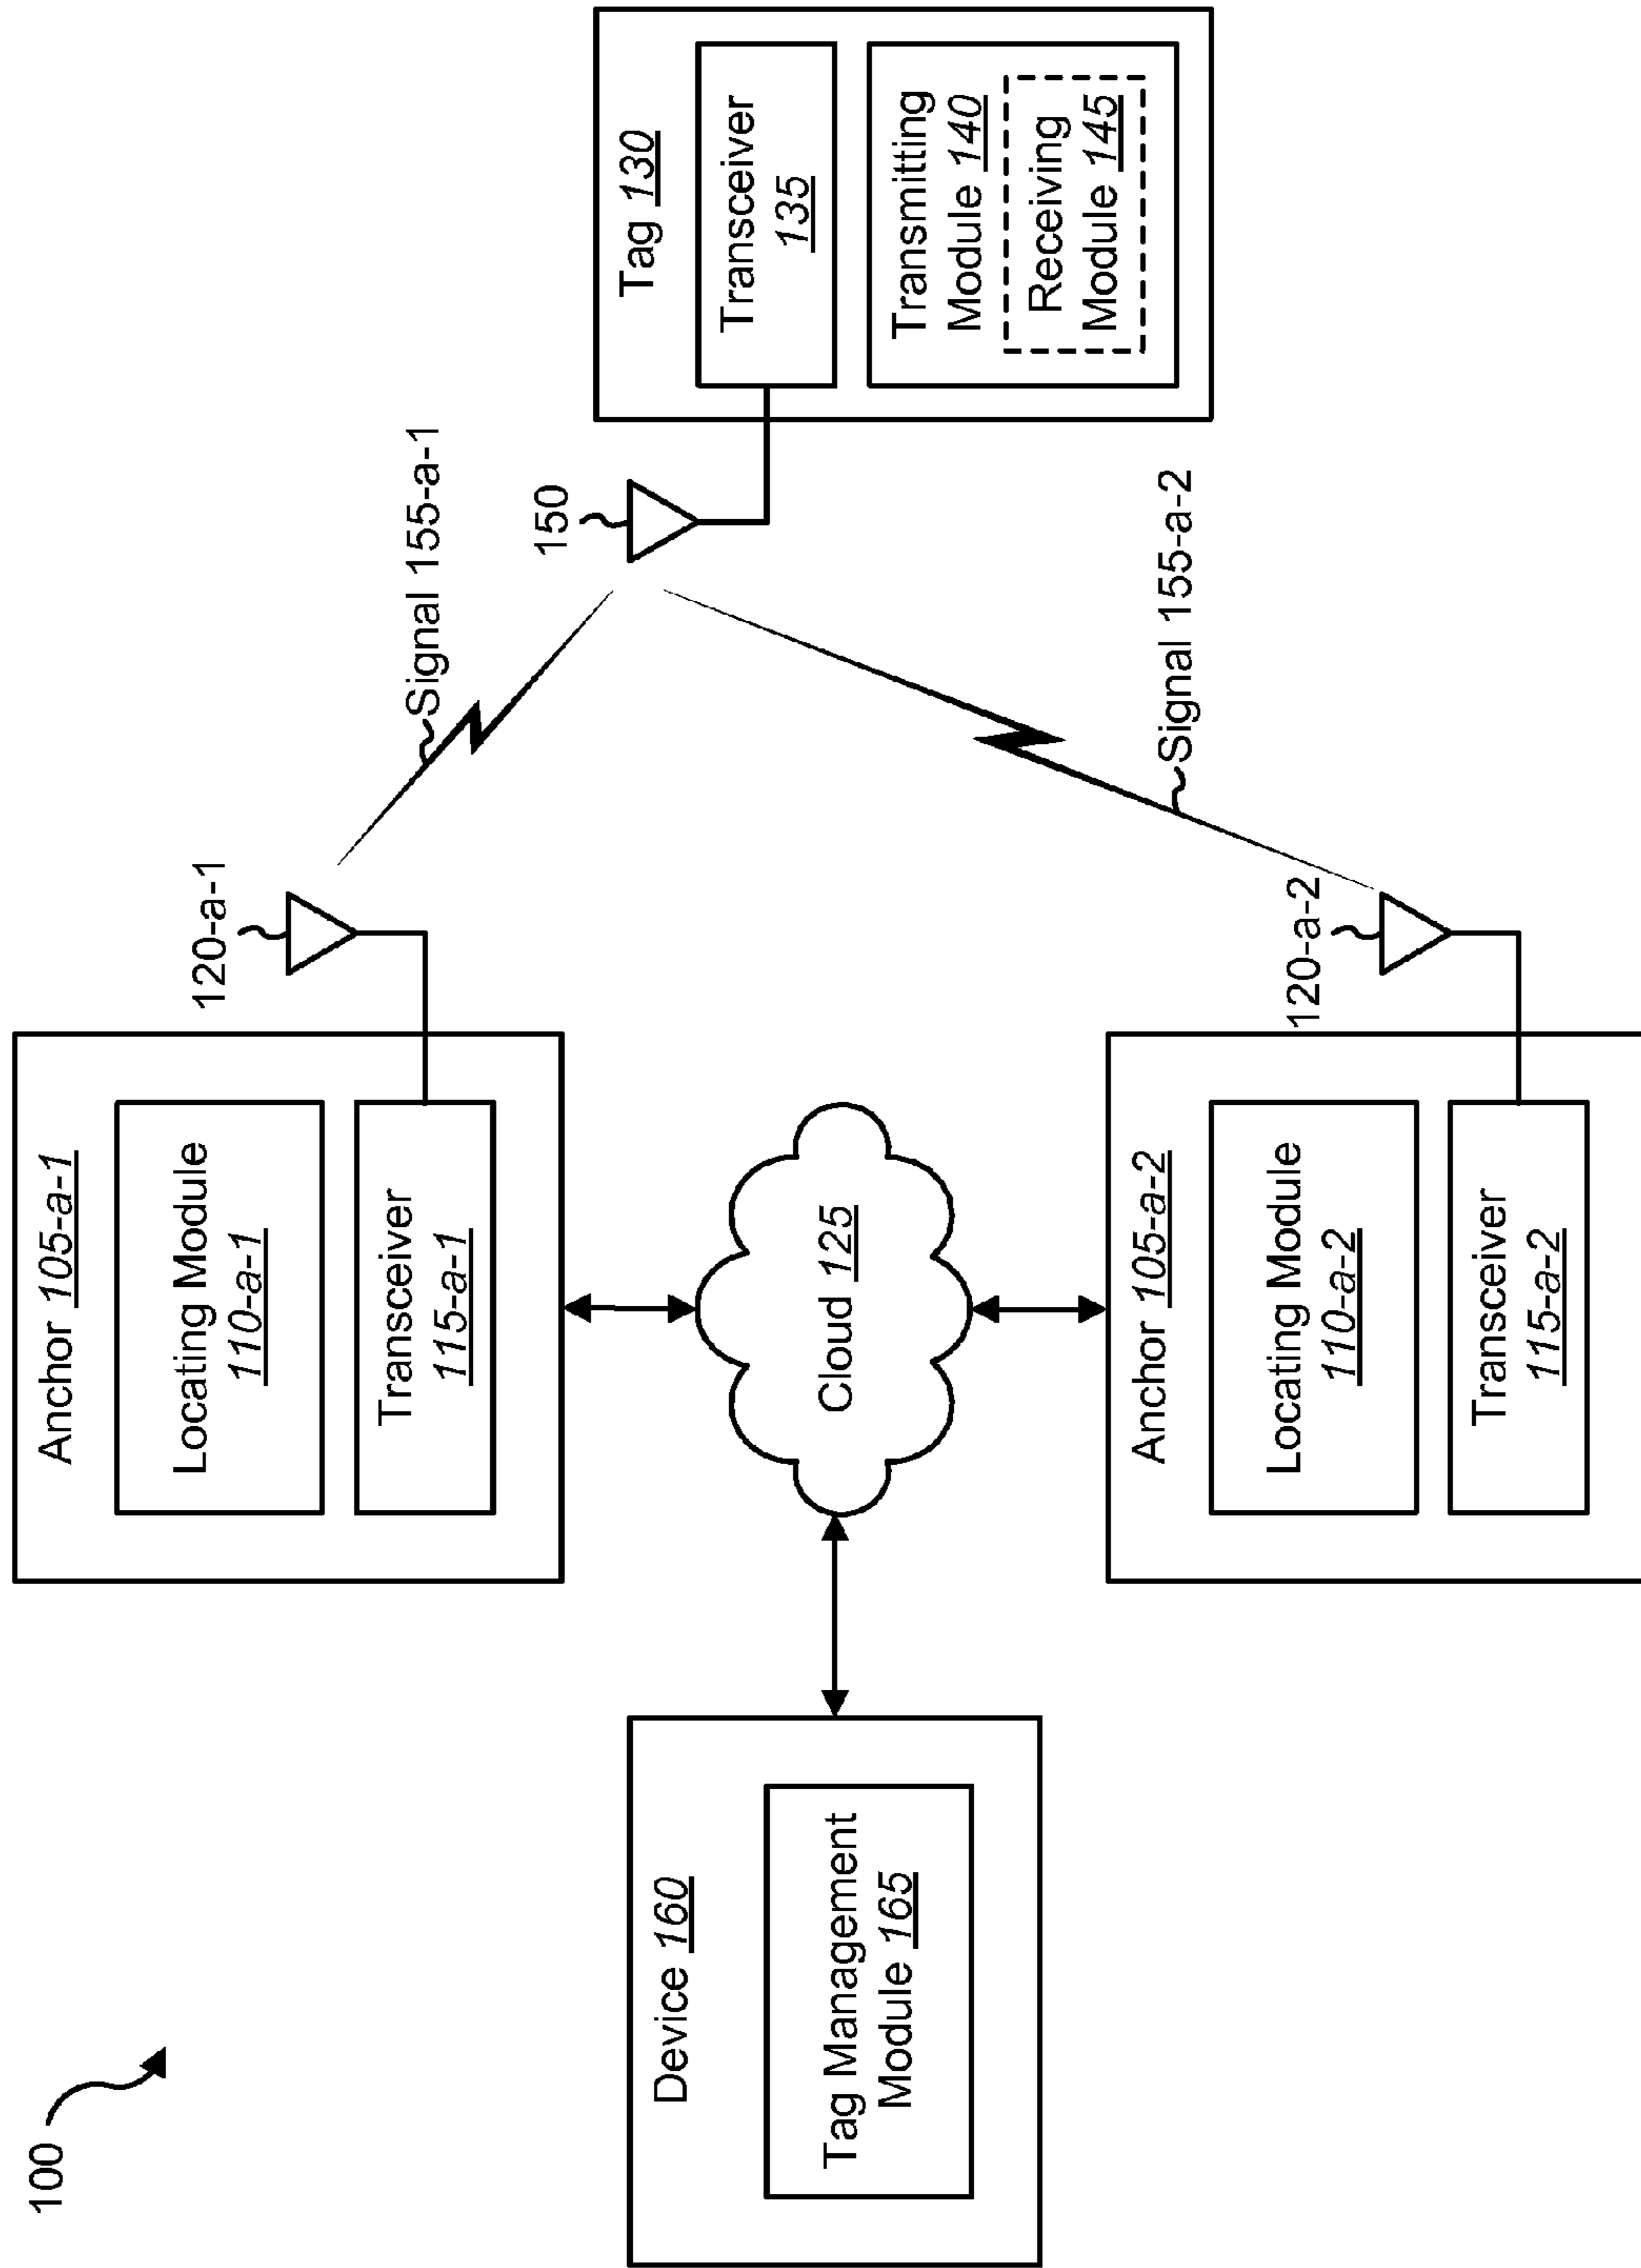 100
Anchor 105-a-1
Locating Module
110-a-1
Transceiver
115-a-1
120-a-1
Signal 155-a-1
Device 160
Tag Management
Module 165
Cloud 125
150
Tag 130
Transceiver
135
Transmitting
Module 140
Receiving
Module 145
Anchor 105-a-2
Locating Module
110-a-2
Transceiver
115-a-2
120-a-2
Signal 155-a-2